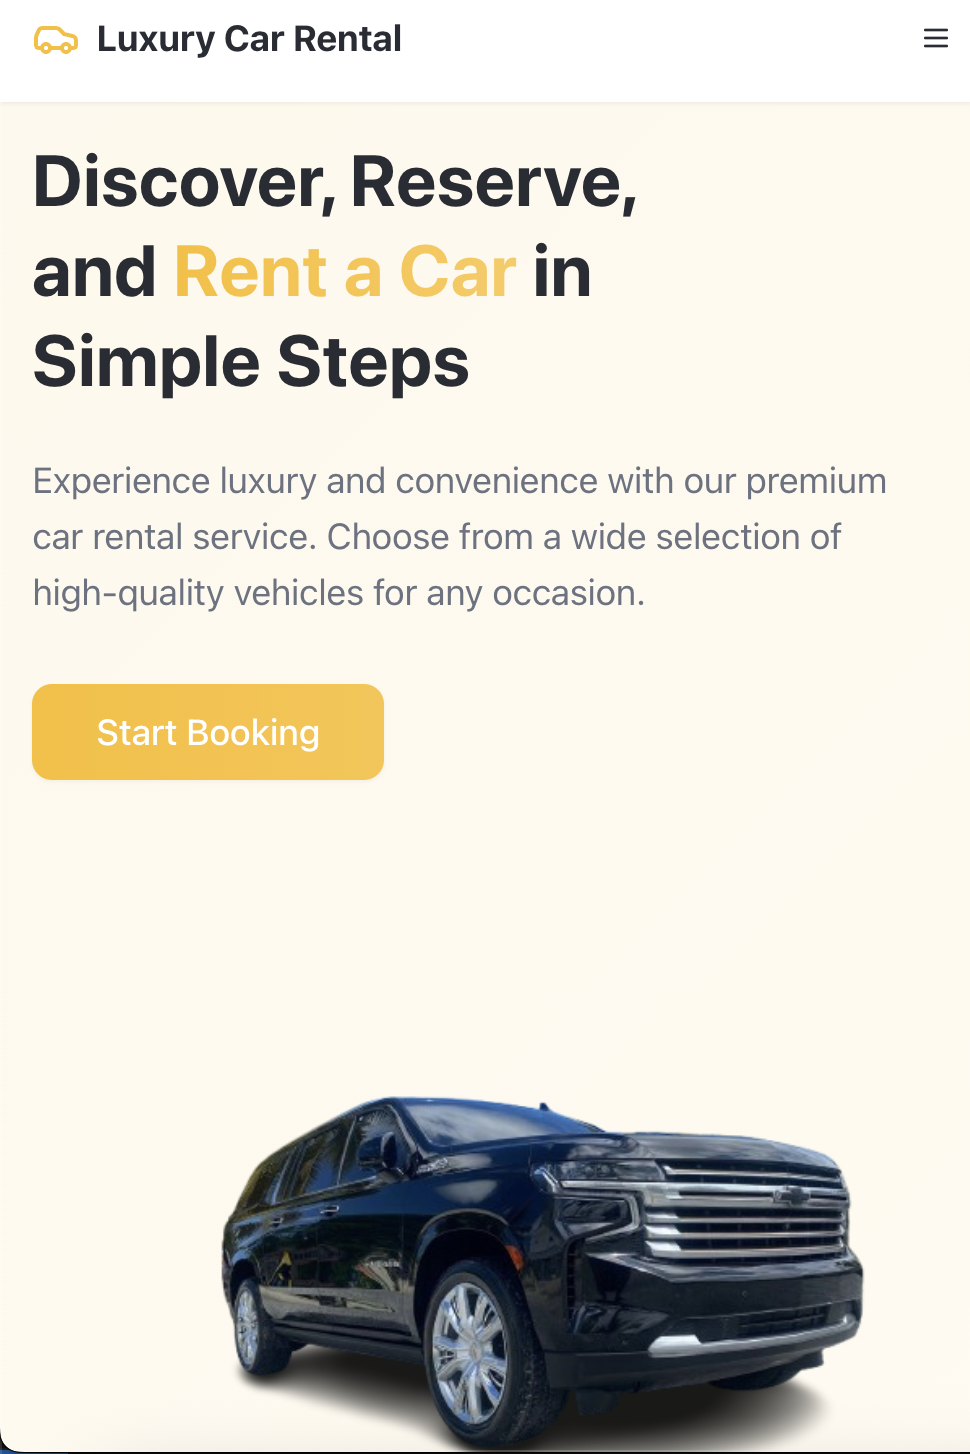 Luxury Car Rental
Discover, Reserve,
and Rent a Car in
Simple Steps
Experience luxury and convenience with our premium
car rental service. Choose from a wide selection of
high-quality vehicles for any occasion.
Start Booking